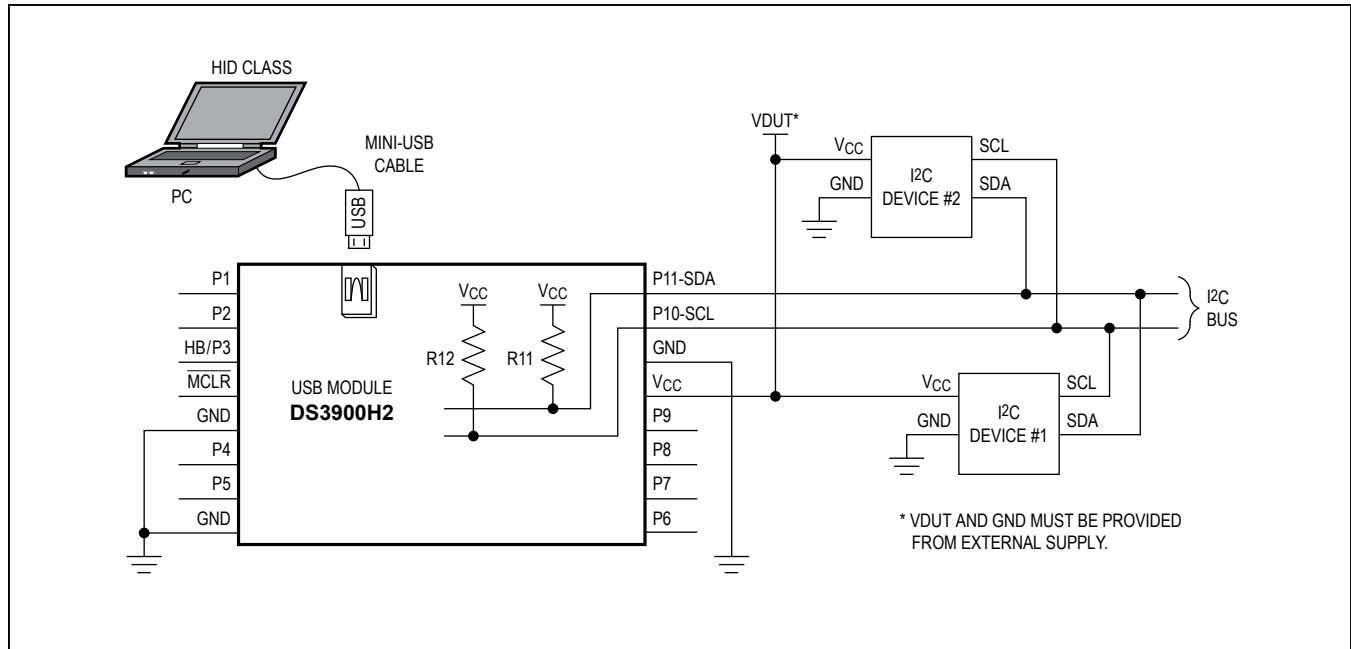 HID CLASS
MINI-USB
CABLE
PC
USB
VDUT*
VCC
GND
I2C
DEVICE #2
SCL
SDA
P1
P2
HB/P3
MCLR
GND
P4
P5
GND
VCC
VCC
R12
R11
USB MODULE
DS3900H2
P11-SDA
P10-SCL
GND
VCC
P9
P8
P7
P6
I2C
BUS
VCC
GND
I2C
DEVICE #1
SCL
SDA
* VDUT AND GND MUST BE PROVIDED
FROM EXTERNAL SUPPLY.